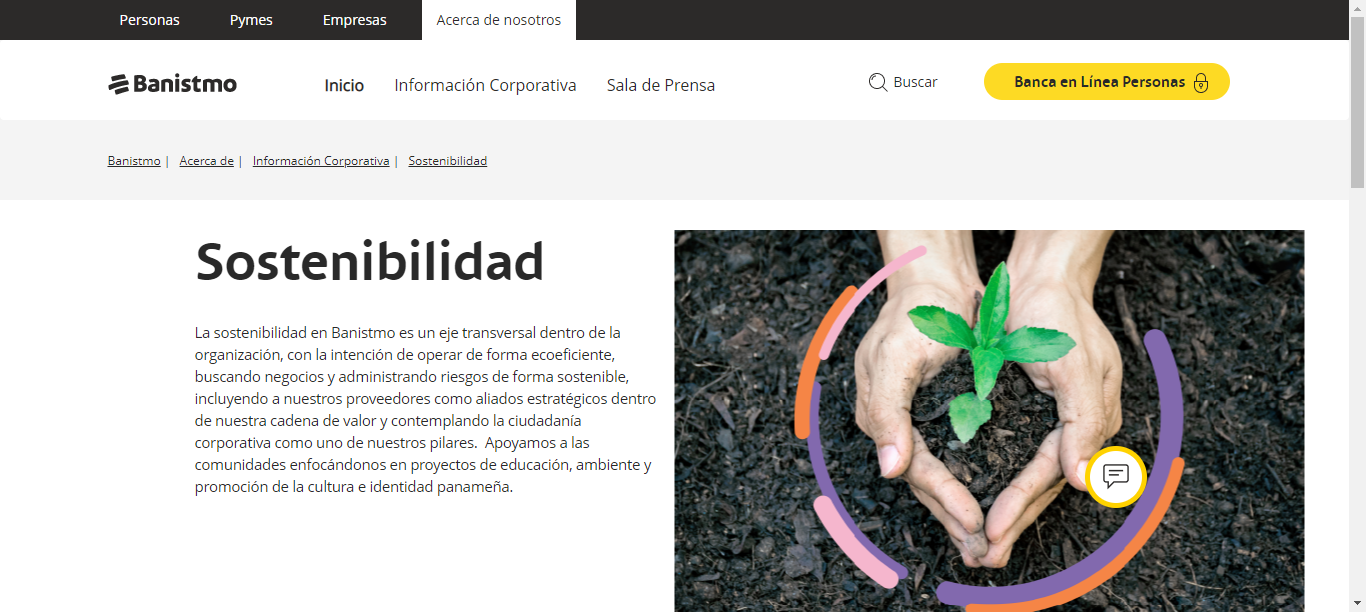 Personas Pymes Empresas Acerca de nosotros
Banistmo Inicio Información Corporativa Sala de Prensa Buscar Banca en Línea Personas
Banistmo | Acerca de | Información Corporativa | Sostenibilidad
Sostenibilidad
La sostenibilidad en Banistmo es un eje transversal dentro de la
organización, con la intención de operar de forma ecoeficiente,
buscando negocios y administrando riesgos de forma sostenible,
incluyendo a nuestros proveedores como aliados estratégicos dentro
de nuestra cadena de valor y contemplando la ciudadanía
corporativa como uno de nuestros pilares.  Apoyamos a las
comunidades enfocándonos en proyectos de educación, ambiente y
promoción de la cultura e identidad panameña.